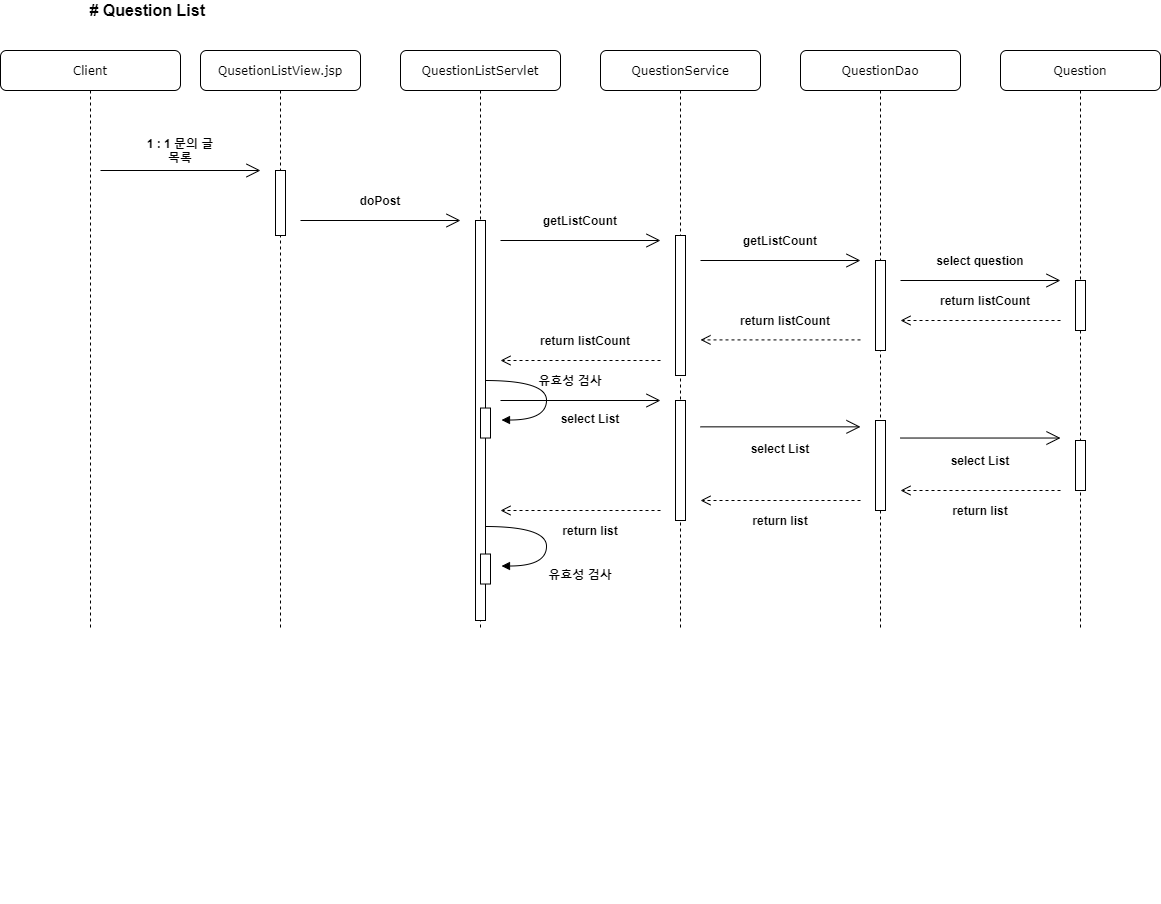 # Question List
Client
QusetionListView.jsp
QuestionListServlet
QuestionService
QuestionDao
Question
1 : 1 문의 글
목록
doPost
getListCount
getListCount
select question
return listCount
return listCount
return listCount
유효성 검사
select List
select List
select List
return list
return list
return list
유효성 검사